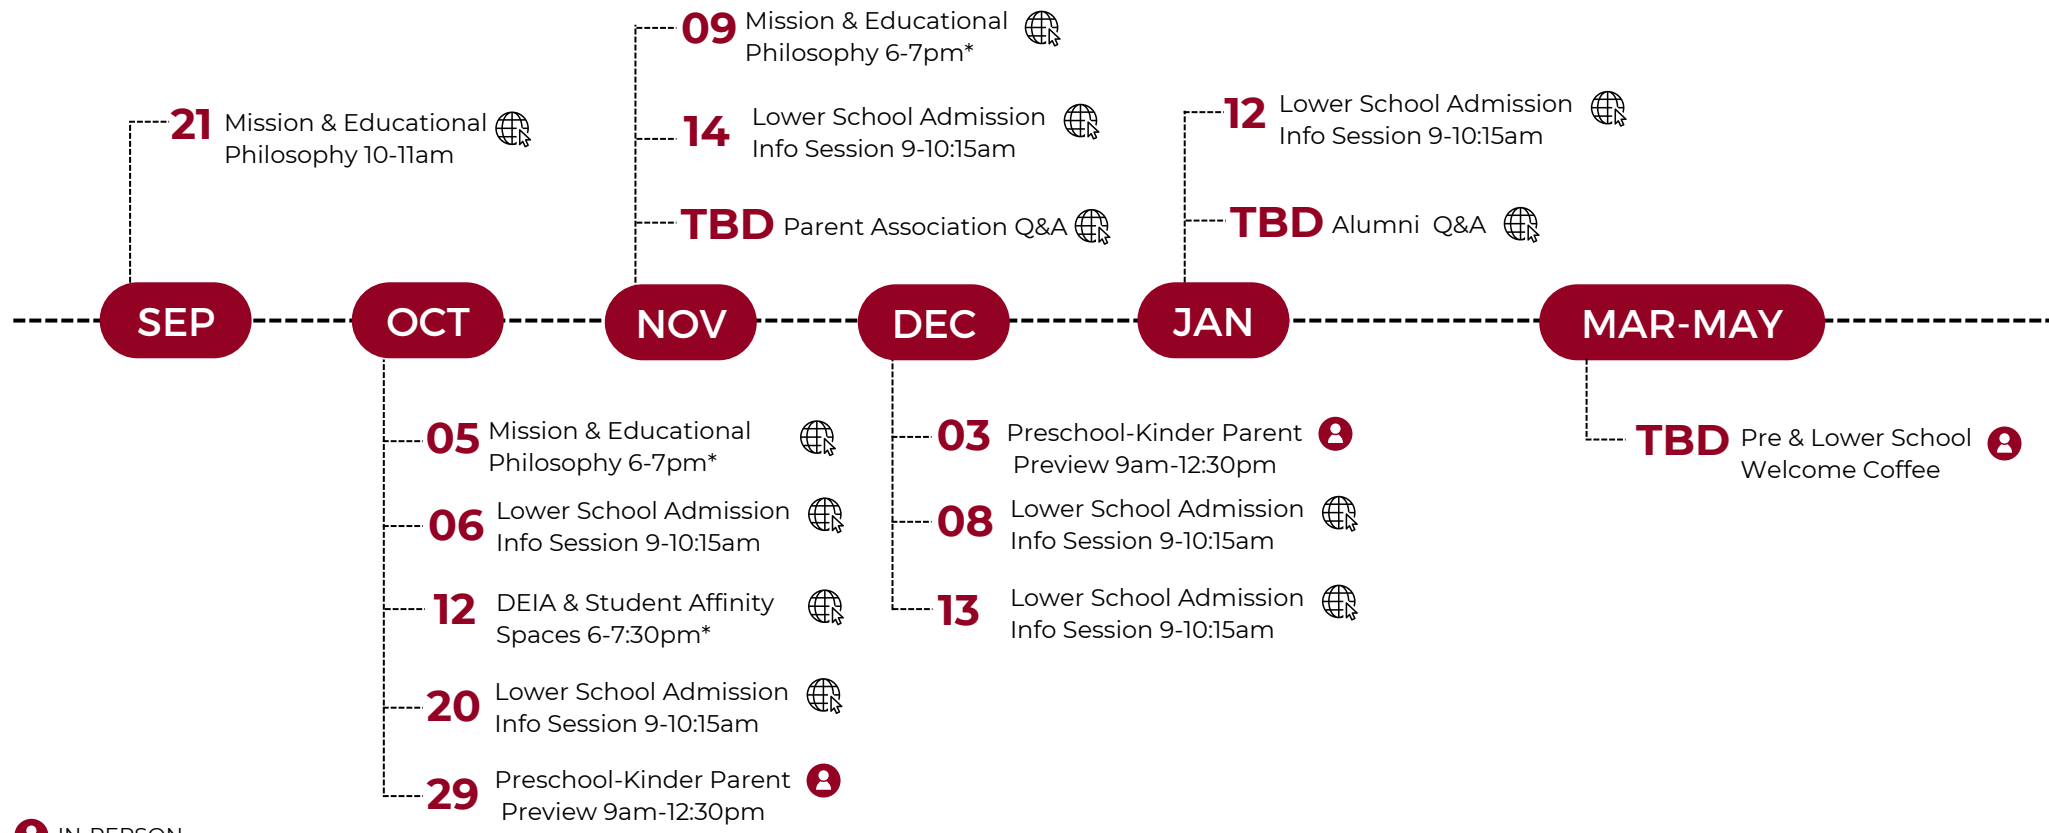 09 Mission & Educational
Philosophy 6-7pm*
14 Lower School Admission
Info Session 9-10:15am
TBD Parent Association Q&A
21 Mission & Educational
Philosophy 10-11am
12 Lower School Admission
Info Session 9-10:15am
TBD Alumni Q&A
SEP
OCT
NOV
DEC
JAN
MAR-MAY
05 Mission & Educational
Philosophy 6-7pm*
06 Lower School Admission
Info Session 9-10:15am
12 DEIA & Student Affinity
Spaces 6-7:30pm*
20 Lower School Admission
Info Session 9-10:15am
29 Preschool-Kinder Parent
Preview 9am-12:30pm
03 Preschool-Kinder Parent
Preview 9am-12:30pm
08 Lower School Admission
Info Session 9-10:15am
13 Lower School Admission
Info Session 9-10:15am
TBD Pre & Lower School
Welcome Coffee
IN-PERSON